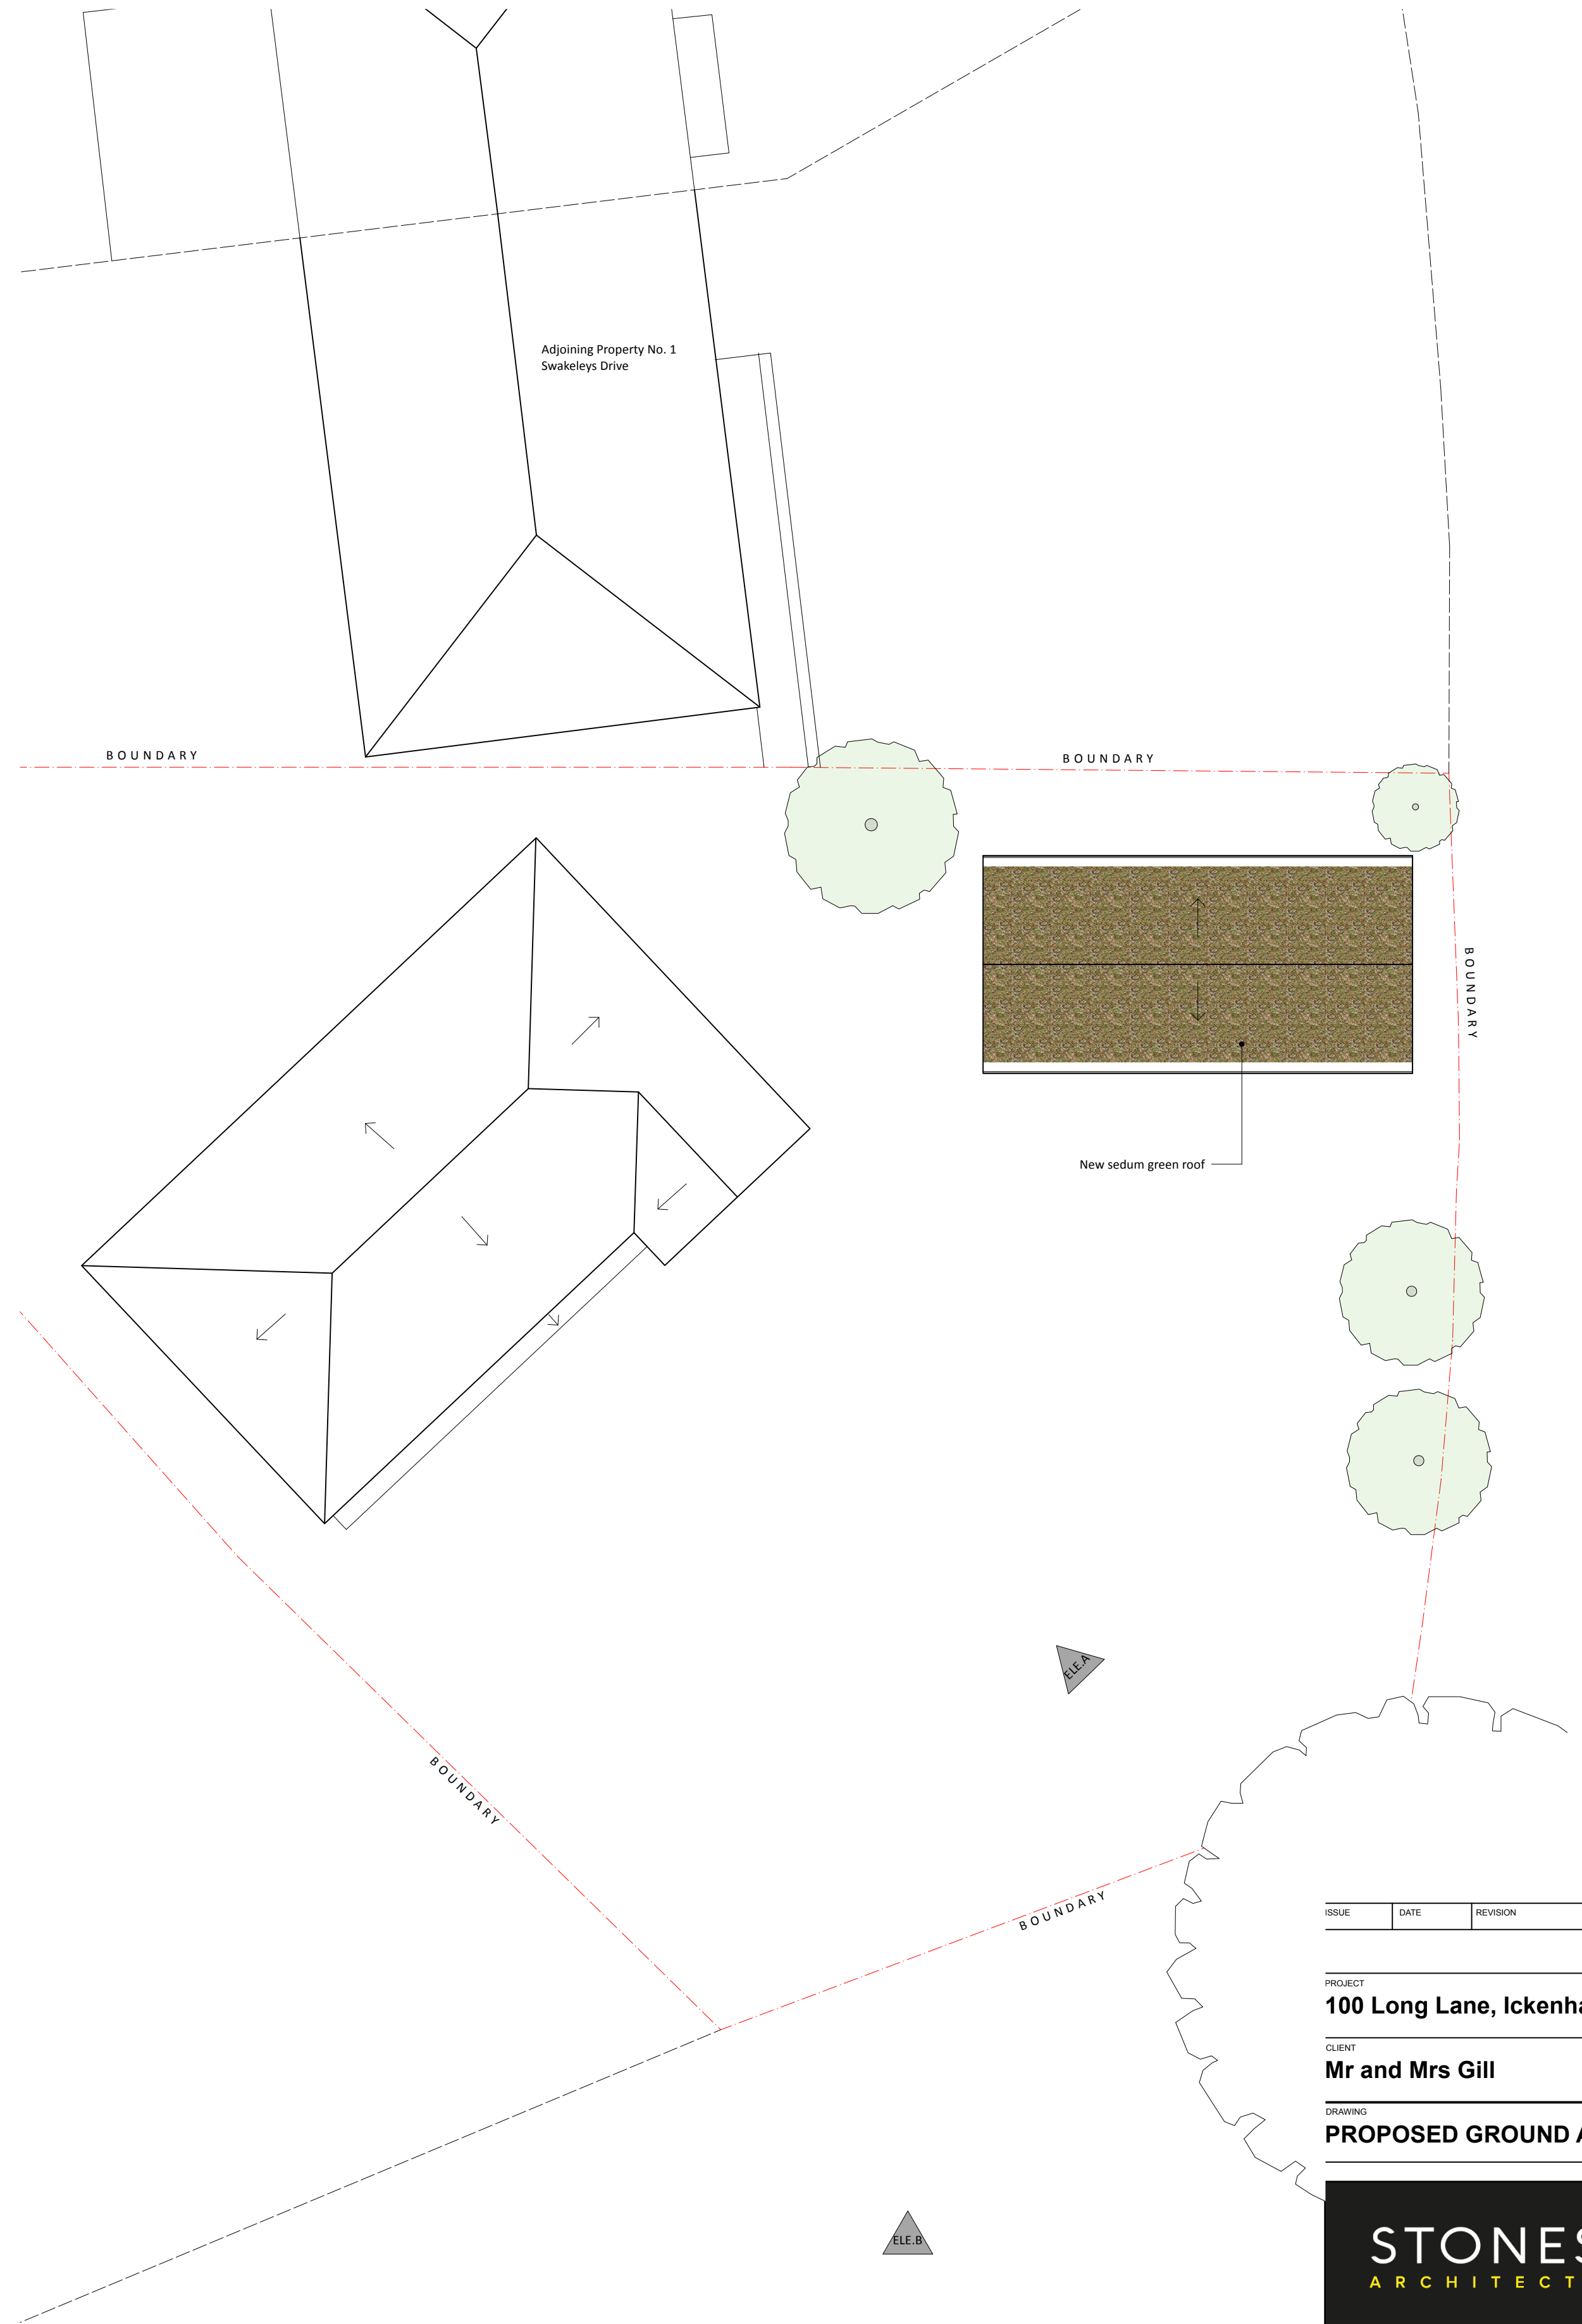 Adjoining Property No. 1
Swakeleys Drive
BOUNDARY
BOUNDARY
BOUNDARY
New sedum green roof
ELE.A
BOUNDARY
BOUNDARY
ISSUE DATE REVISION
PROJECT
100 Long Lane, Ickenha
CLIENT
Mr and Mrs Gill
DRAWING
PROPOSED GROUND
ELE.B
STONES
ARCHITECT